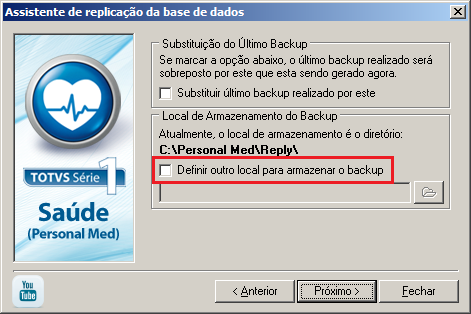 Assistente de replicação da base de dados
Substituição do Último Backup
Se marcar a opção abaixo, o último backup realizado será
sobreposto por este que esta sendo gerado agora.
Substituir último backup realizado por este
Local de Armazenamento do Backup
Atualmente, o local de armazenamento é o diretório:
C:\Personal Med\Reply\
Definir outro local para armazenar o backup
TOTVS Série 1
Saúde
(Personal Med)
You
Tube
< Anterior
Próximo >
Fechar